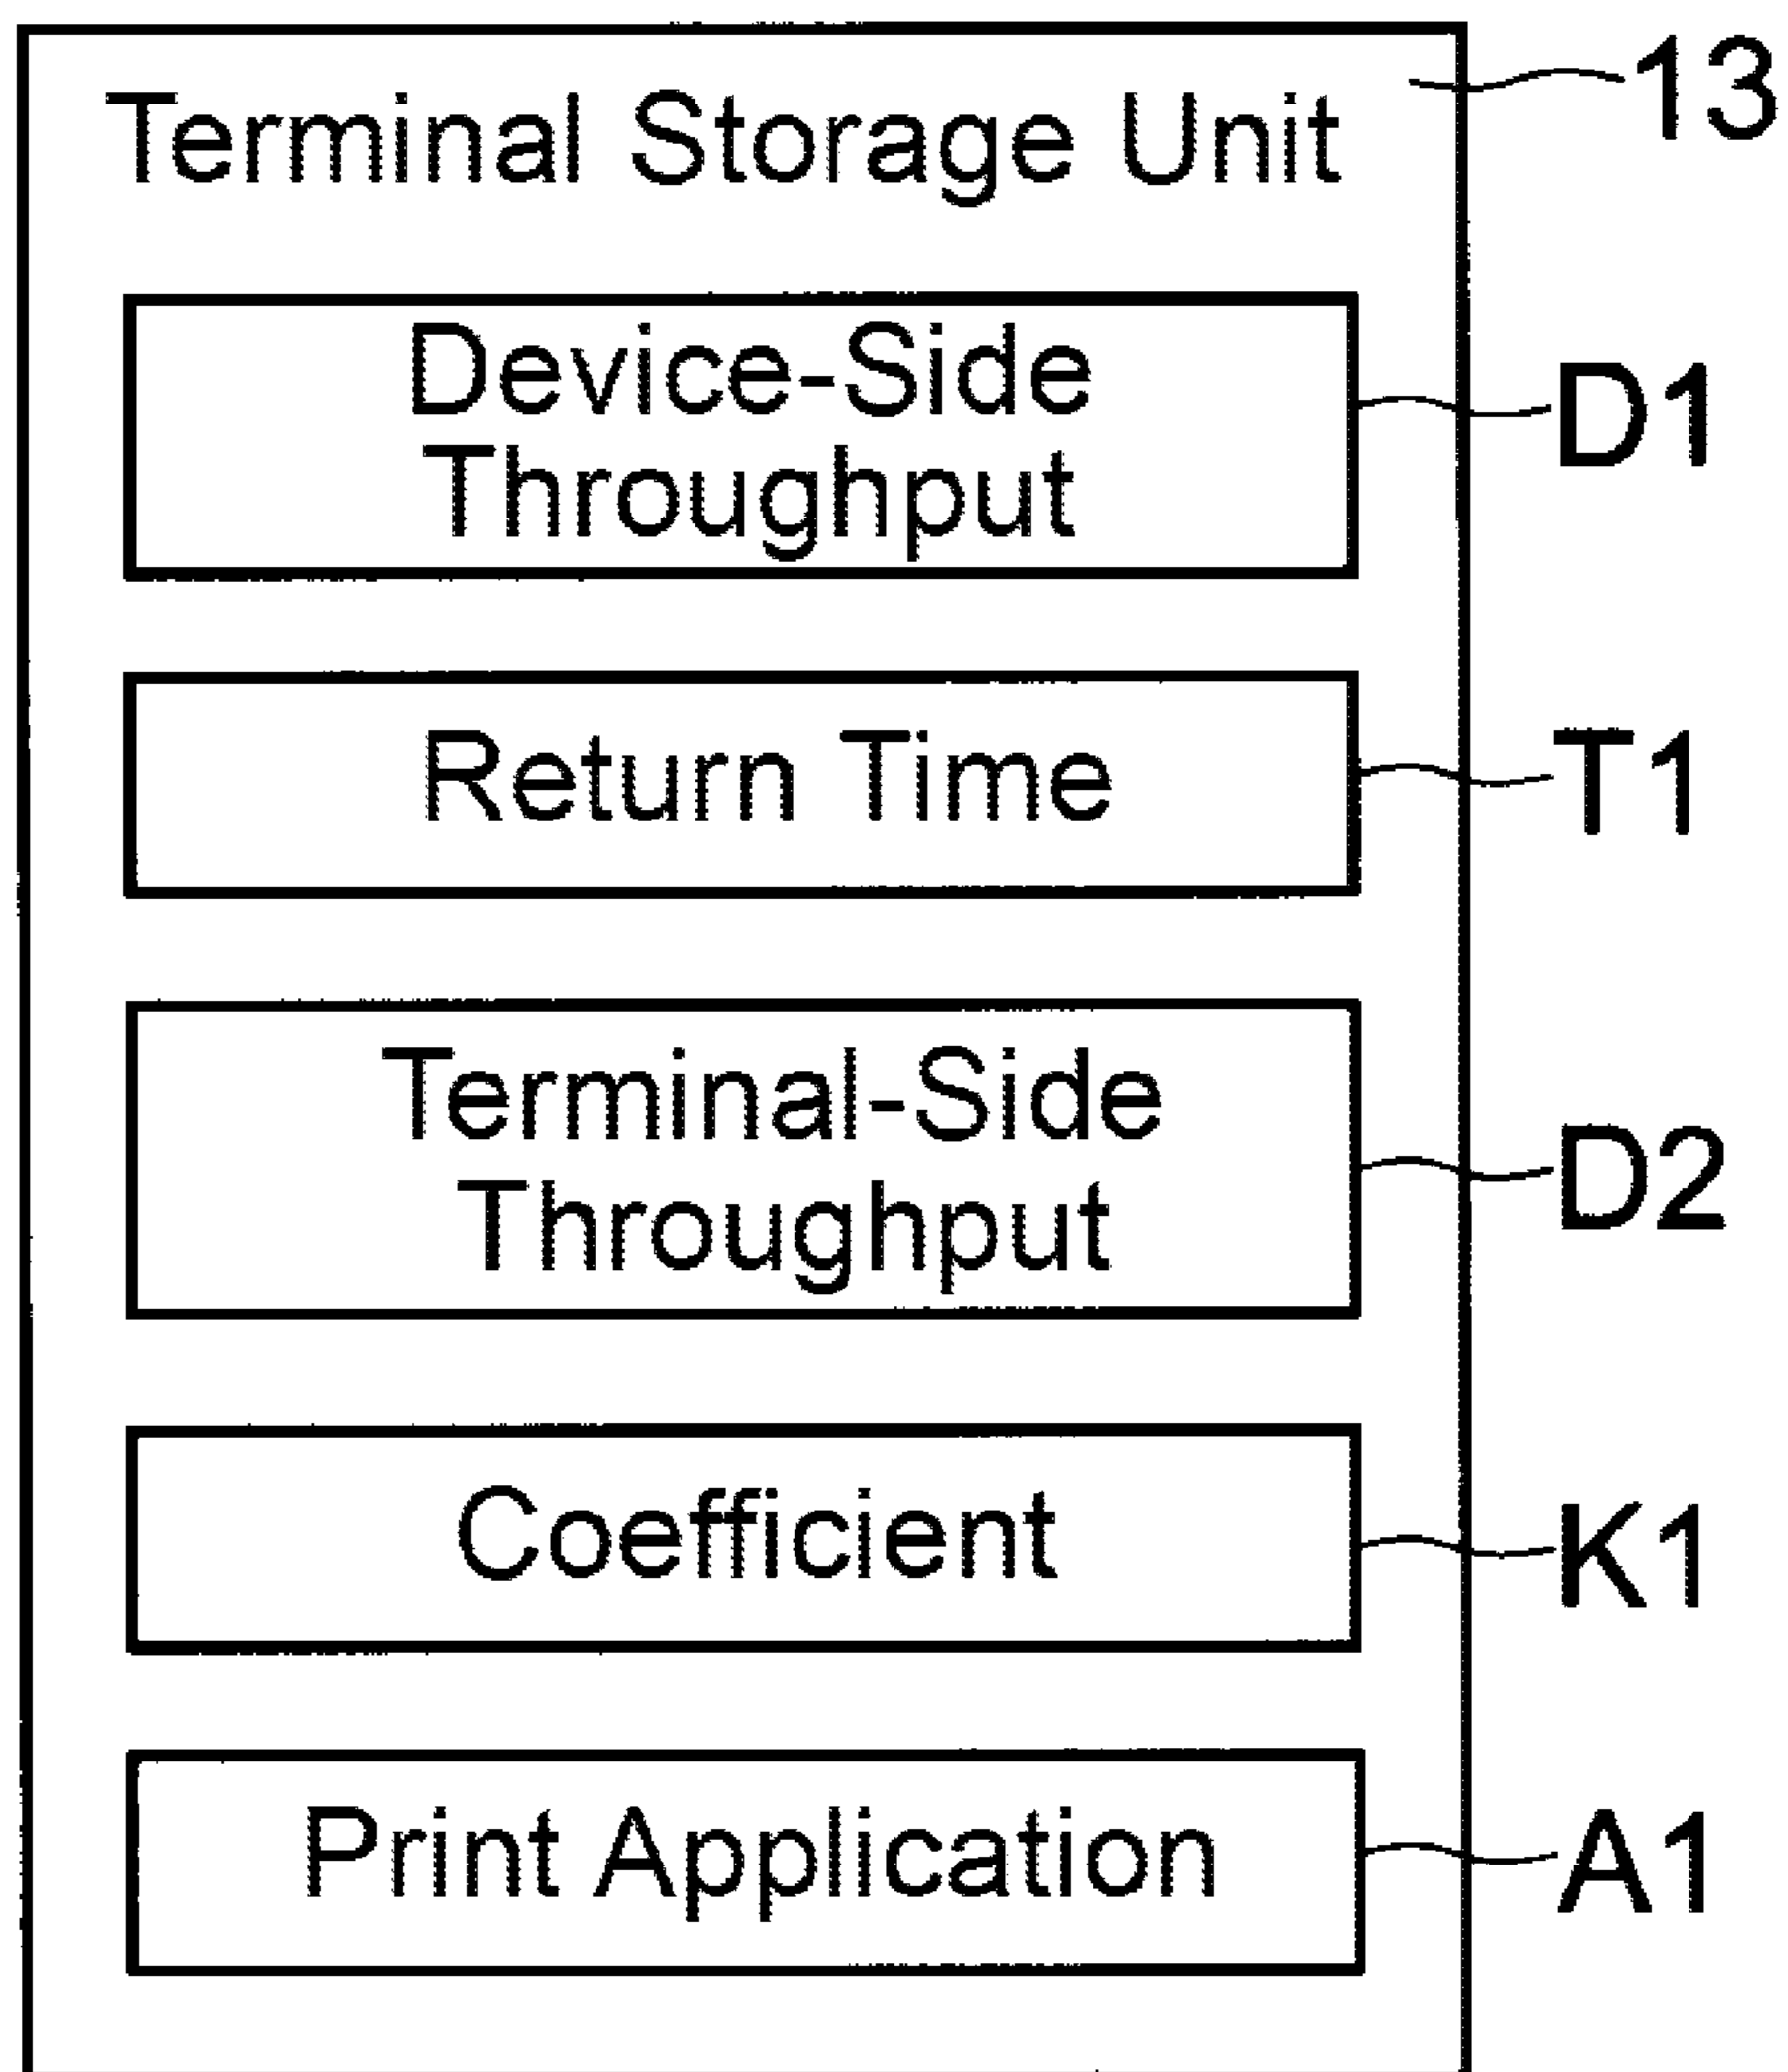 Terminal Storage Unit
13
Device-Side
Throughput
D1
Return Time
T1
Terminal-Side
Throughput
D2
Coefficient
K1
Print Application
A1